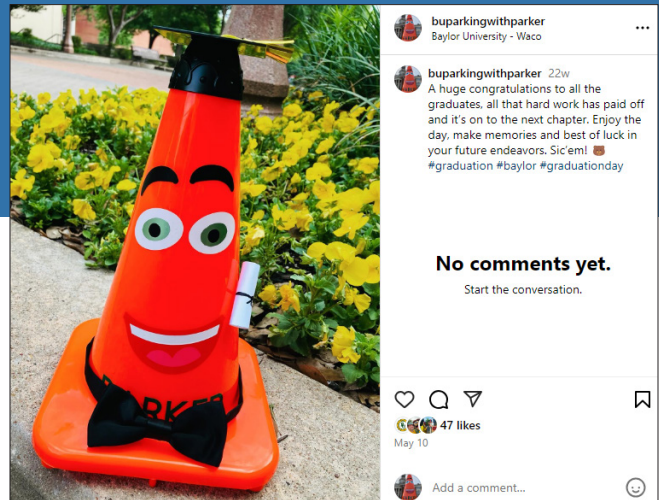 buparkingwithparker
Baylor University - Waco
buparkingwithparker 22w
A huge congratulations to all the
graduates, all that hard work has paid off
and it's on to the next chapter. Enjoy the
day, make memories and best of luck in
your future endeavors. Sic'em! 🐻
#graduation #baylor #graduationday
No comments yet.
Start the conversation.
47 likes
May 10
Add a comment...
PARKER